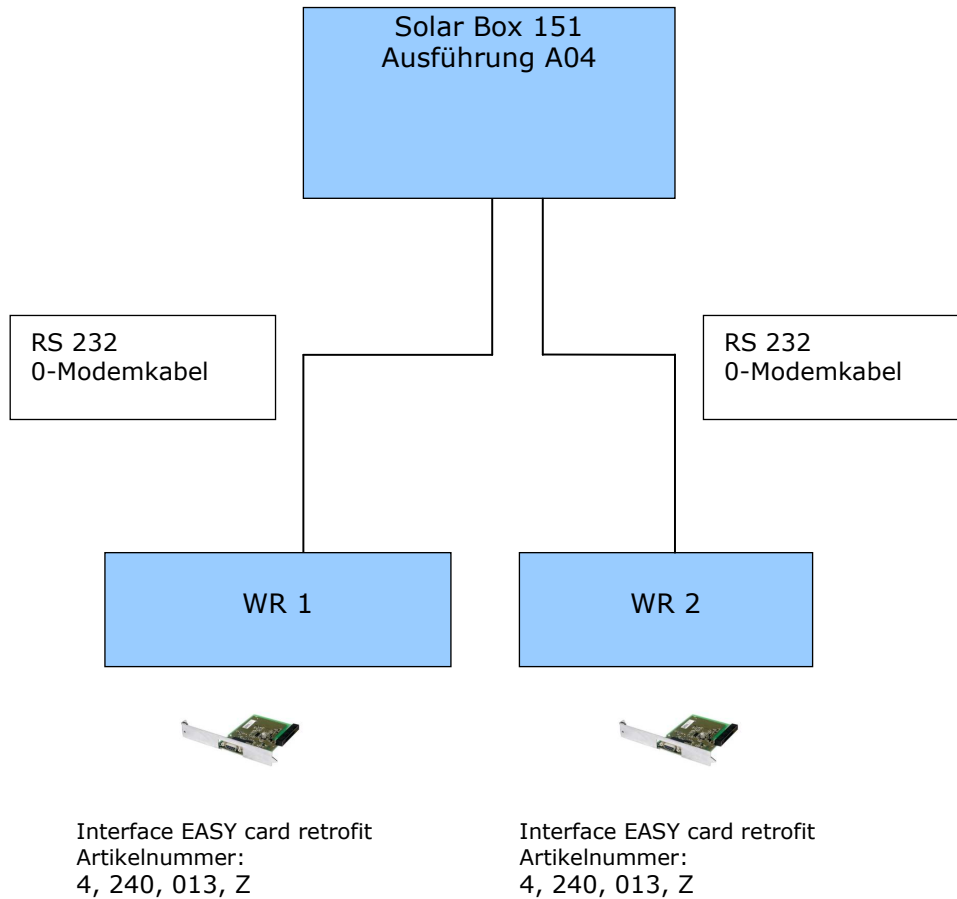 Solar Box 151
Ausführung A04
RS 232
0-Modemkabel
RS 232
0-Modemkabel
WR 1
WR 2
Interface EASY card retrofit
Artikelnummer:
4, 240, 013, Z
Interface EASY card retrofit
Artikelnummer:
4, 240, 013, Z